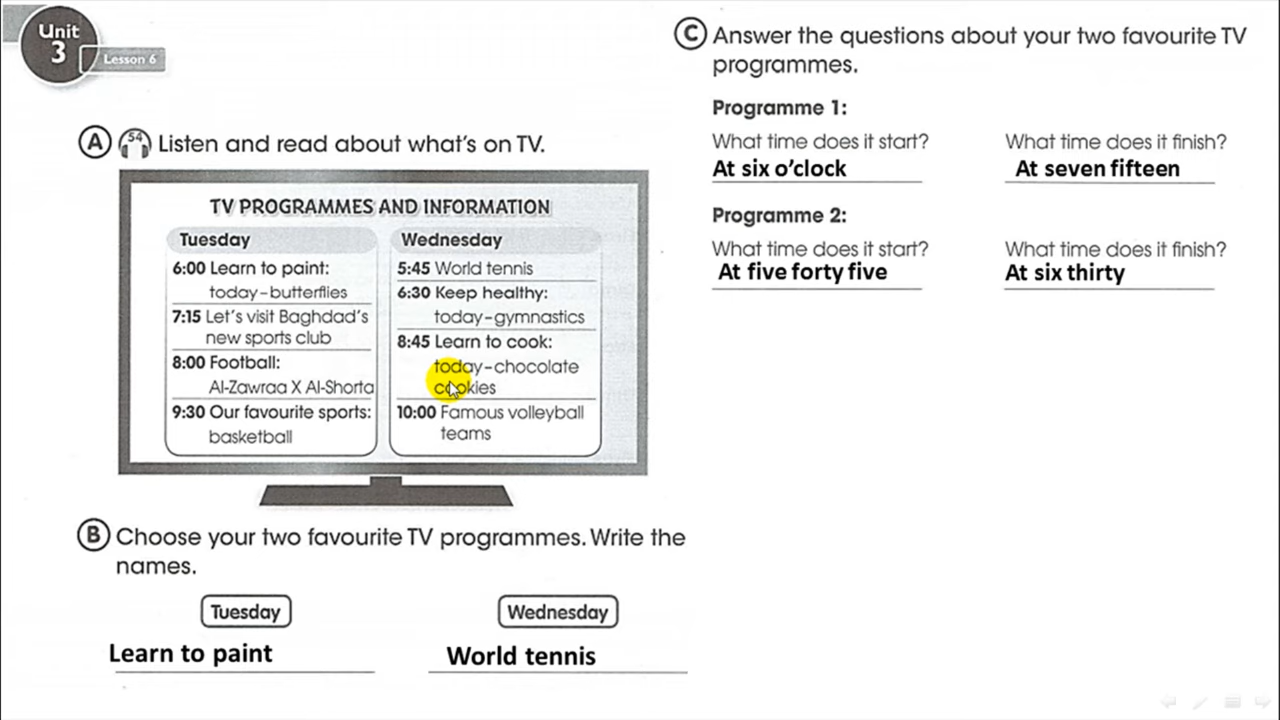 Unit
3
Lesson 6
A 54 Listen and read about what's on TV.
TV PROGRAMMES AND INFORMATION
Tuesday
6:00 Learn to paint:
today-butterflies
7:15 Let's visit Baghdad's
new sports club
8:00 Football:
Al-Zawraa X Al-Shorta
9:30 Our favourite sports:
basketball
Wednesday
5:45 World tennis
6:30 Keep healthy:
today-gymnastics
8:45 Learn to cook:
today-chocolate
cookies
10:00 Famous volleyball
teams
B Choose your two favourite TV programmes. Write the
names.
Tuesday
Learn to paint
Wednesday
World tennis
C Answer the questions about your two favourite TV
programmes.
Programme 1:
What time does it start?
At six o'clock
What time does it finish?
At seven fifteen
Programme 2:
What time does it start?
At five forty five
What time does it finish?
At six thirty